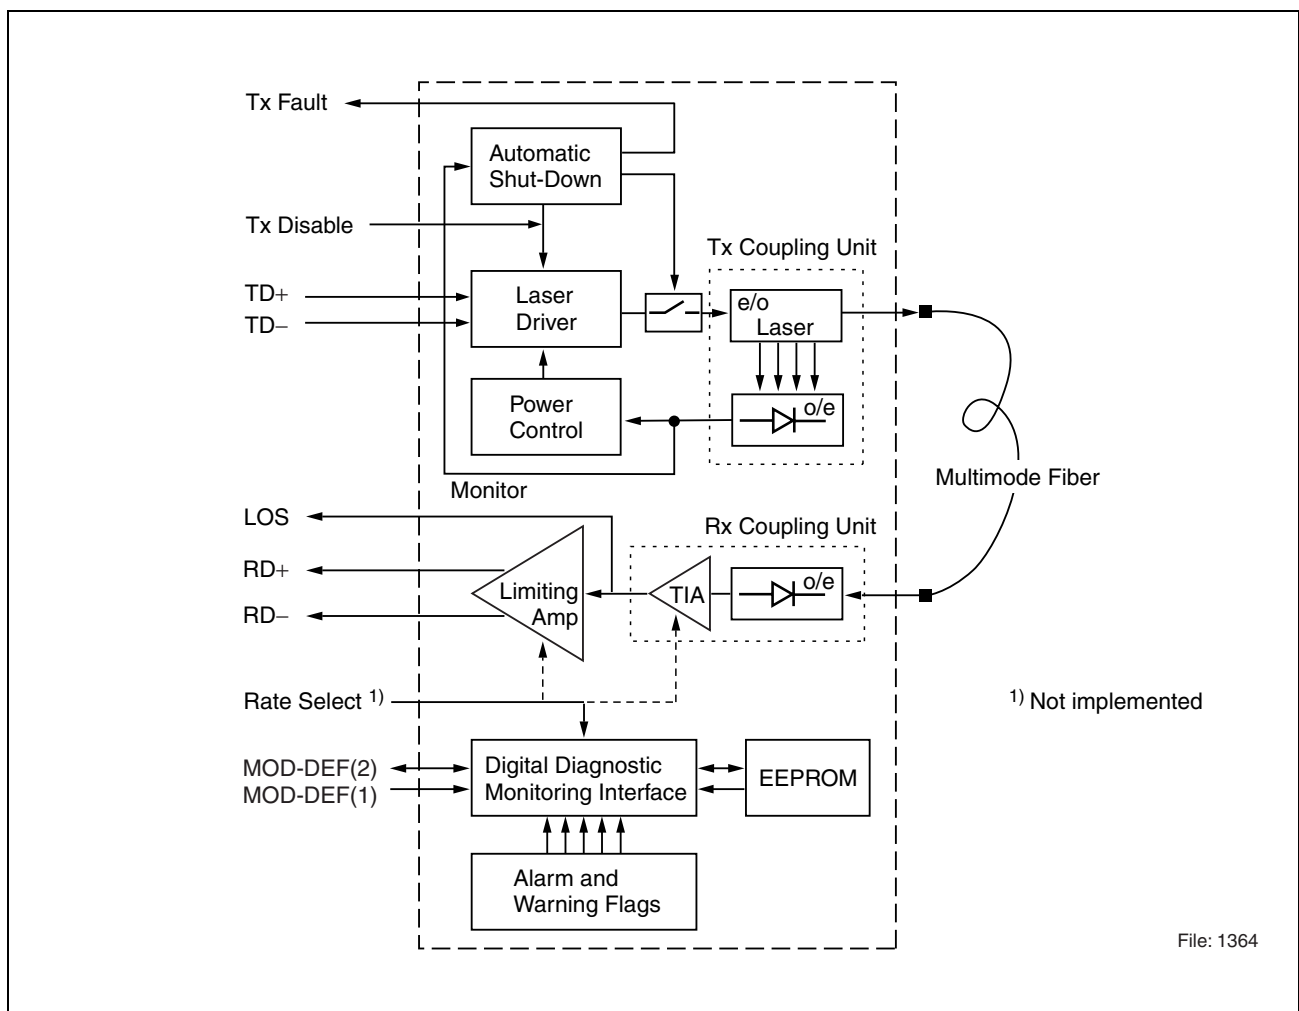 Tx Fault
Automatic
Shut-Down
Tx Disable
Tx Coupling Unit
TD+
TD−
Laser
Driver
e/o
Laser
Power
Control
o/e
Monitor
Multimode Fiber
LOS
Rx Coupling Unit
RD+
RD−
Limiting
Amp
TIA
o/e
Rate Select 1)
1) Not implemented
MOD-DEF(2)
MOD-DEF(1)
Digital Diagnostic
Monitoring Interface
EEPROM
Alarm and
Warning Flags
File: 1364